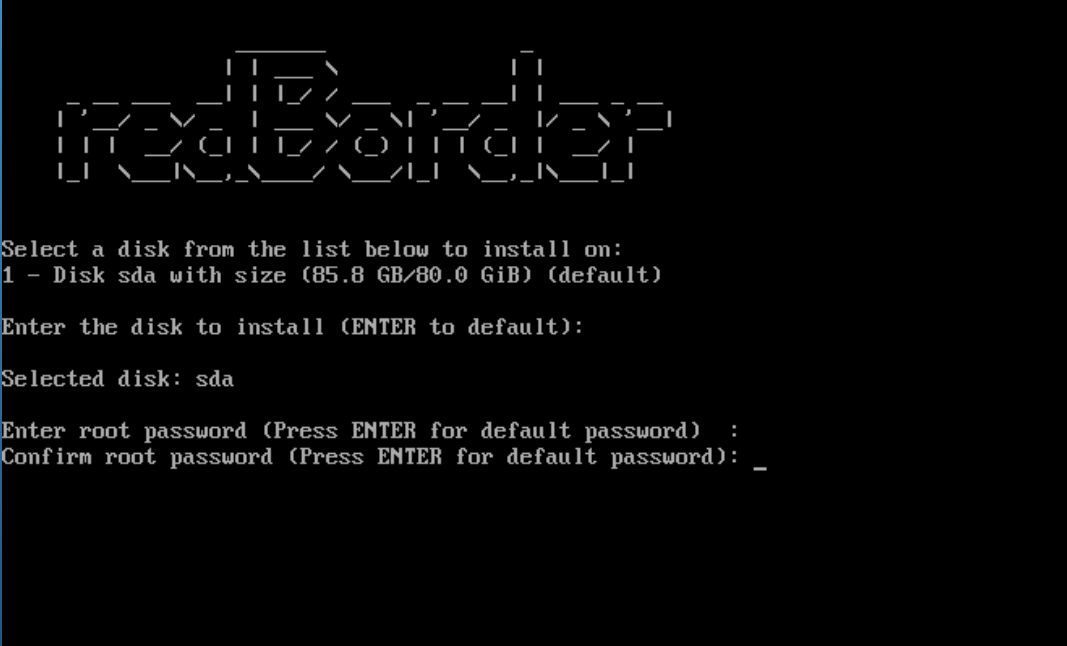 redBorder
Select a disk from the list below to install on:
1 - Disk sda with size (85.8 GB/80.0 GiB) (default)
Enter the disk to install (ENTER to default):
Selected disk: sda
Enter root password (Press ENTER for default password)  :
Confirm root password (Press ENTER for default password): _